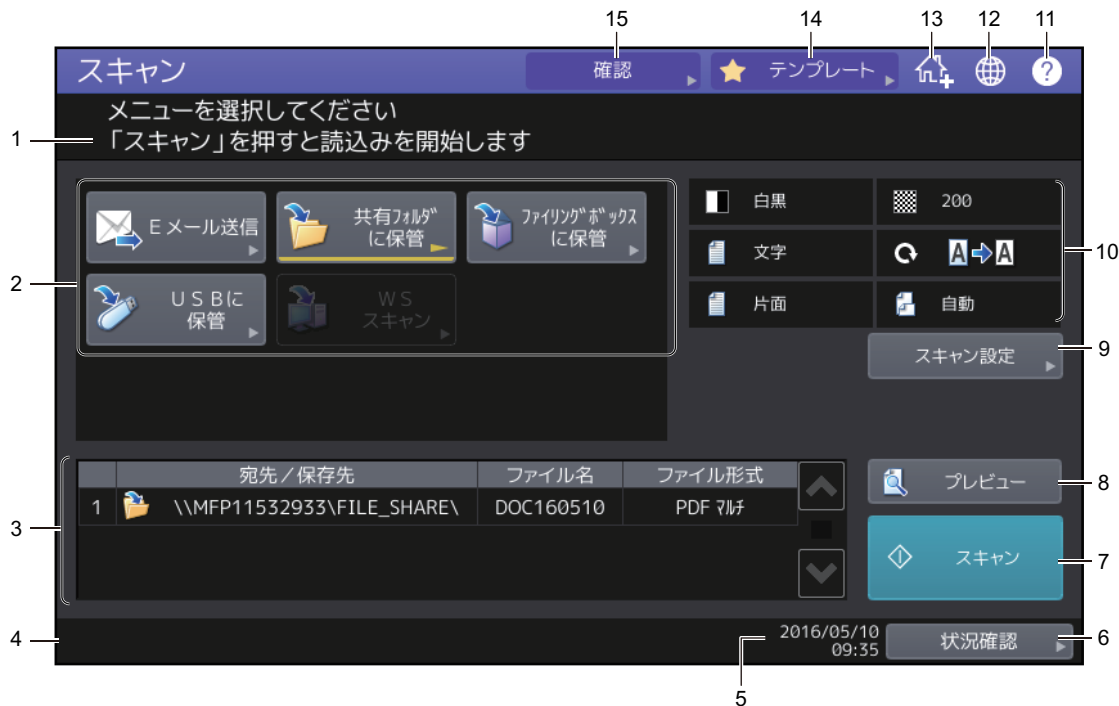 15 14 13 12 11
スキャン 確認 テンプレート ?
メニューを選択してください
1 「スキャン」を押すと読込みを開始します
Eメール送信
共有ﾌｫﾙﾀﾞ
に保管
ﾌｧｲﾘﾝｸﾞﾎﾞｯｸｽ
に保管
2
USBに
保管
WS
スキャン
白黒 200
文字 A A
10
片面 自動
スキャン設定 9
宛先／保存先 ファイル名 ファイル形式
1 \\MFP11532933\FILE_SHARE\ DOC160510 PDF ﾏﾙﾁ
3
プレビュー 8
スキャン 7
4
2016/05/10
09:35
5
状況確認 6